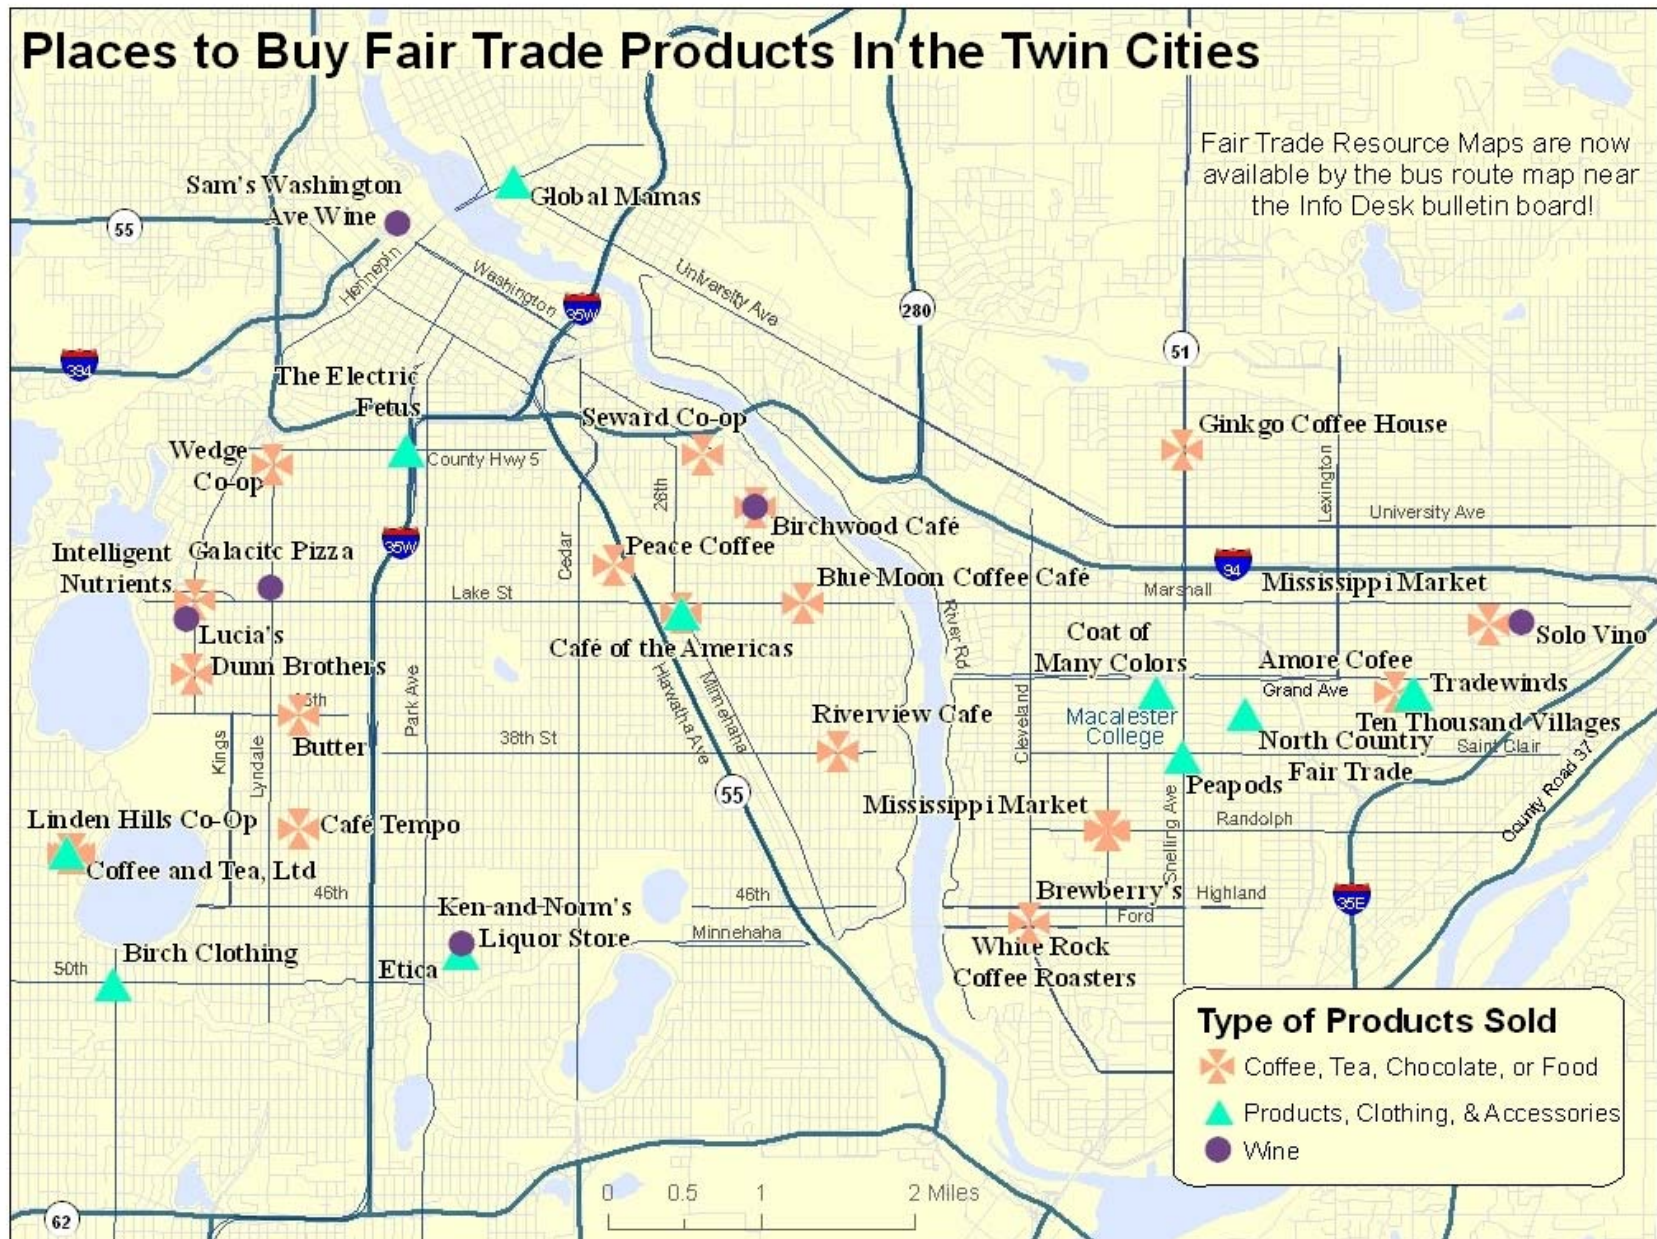 Places to Buy Fair Trade Products In the Twin Cities
Fair Trade Resource Maps are now
available by the bus route map near
the Info Desk bulletin board!
Sam's Washington
Ave Wine
Global Mamas
55
Hennepin
Washington
University Ave
35W
280
394
51
The Electric
Fetus
Seward Co-op
Ginkgo Coffee House
Wedge
Co-op
County Hwy 5
26th
Lexington
University Ave
Birchwood Café
35W
Cedar
Peace Coffee
Intelligent
Nutrients
Galacitc Pizza
Blue Moon Coffee Café
94
Mississippi Market
Lake St
Marshall
Lucia's
River Rd
Coat of
Many Colors
Solo Vino
Café of the Americas
Dunn Brothers
Amore Cofee
Grand Ave
Tradewinds
Park Ave
Hiawatha Ave
Minnehaha
Cleveland
Macalester
College
Ten Thousand Villages
Riverview Cafe
Kings
Lyndale
Butter
38th St
North Country
Fair Trade
Saint Clair
County Road 37
Peapods
55
Mississippi Market
Snelling Ave
Randolph
Linden Hills Co-Op
Café Tempo
Coffee and Tea, Ltd
46th
46th
Brewberry's
Highland
Ford
35E
Ken and Norm's
Liquor Store
Minnehaha
White Rock
Coffee Roasters
Birch Clothing
50th
Etica
Type of Products Sold
Coffee, Tea, Chocolate, or Food
Products, Clothing, & Accessories
Wine
0 0.5 1 2 Miles
62